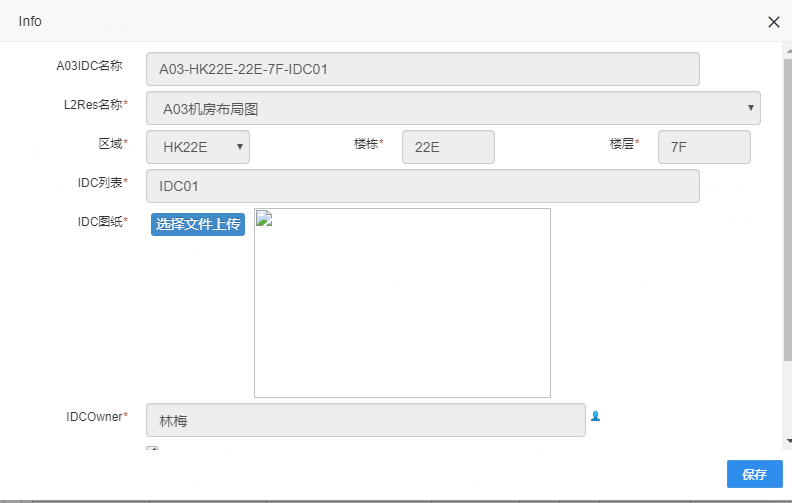 Info
A03IDC名称 A03-HK22E-22E-7F-IDC01
L2Res名称* A03机房布局图
区域* HK22E 楼栋* 22E 楼层* 7F
IDC列表* IDC01
IDC图纸* 选择文件上传
IDCOwner* 林梅
保存